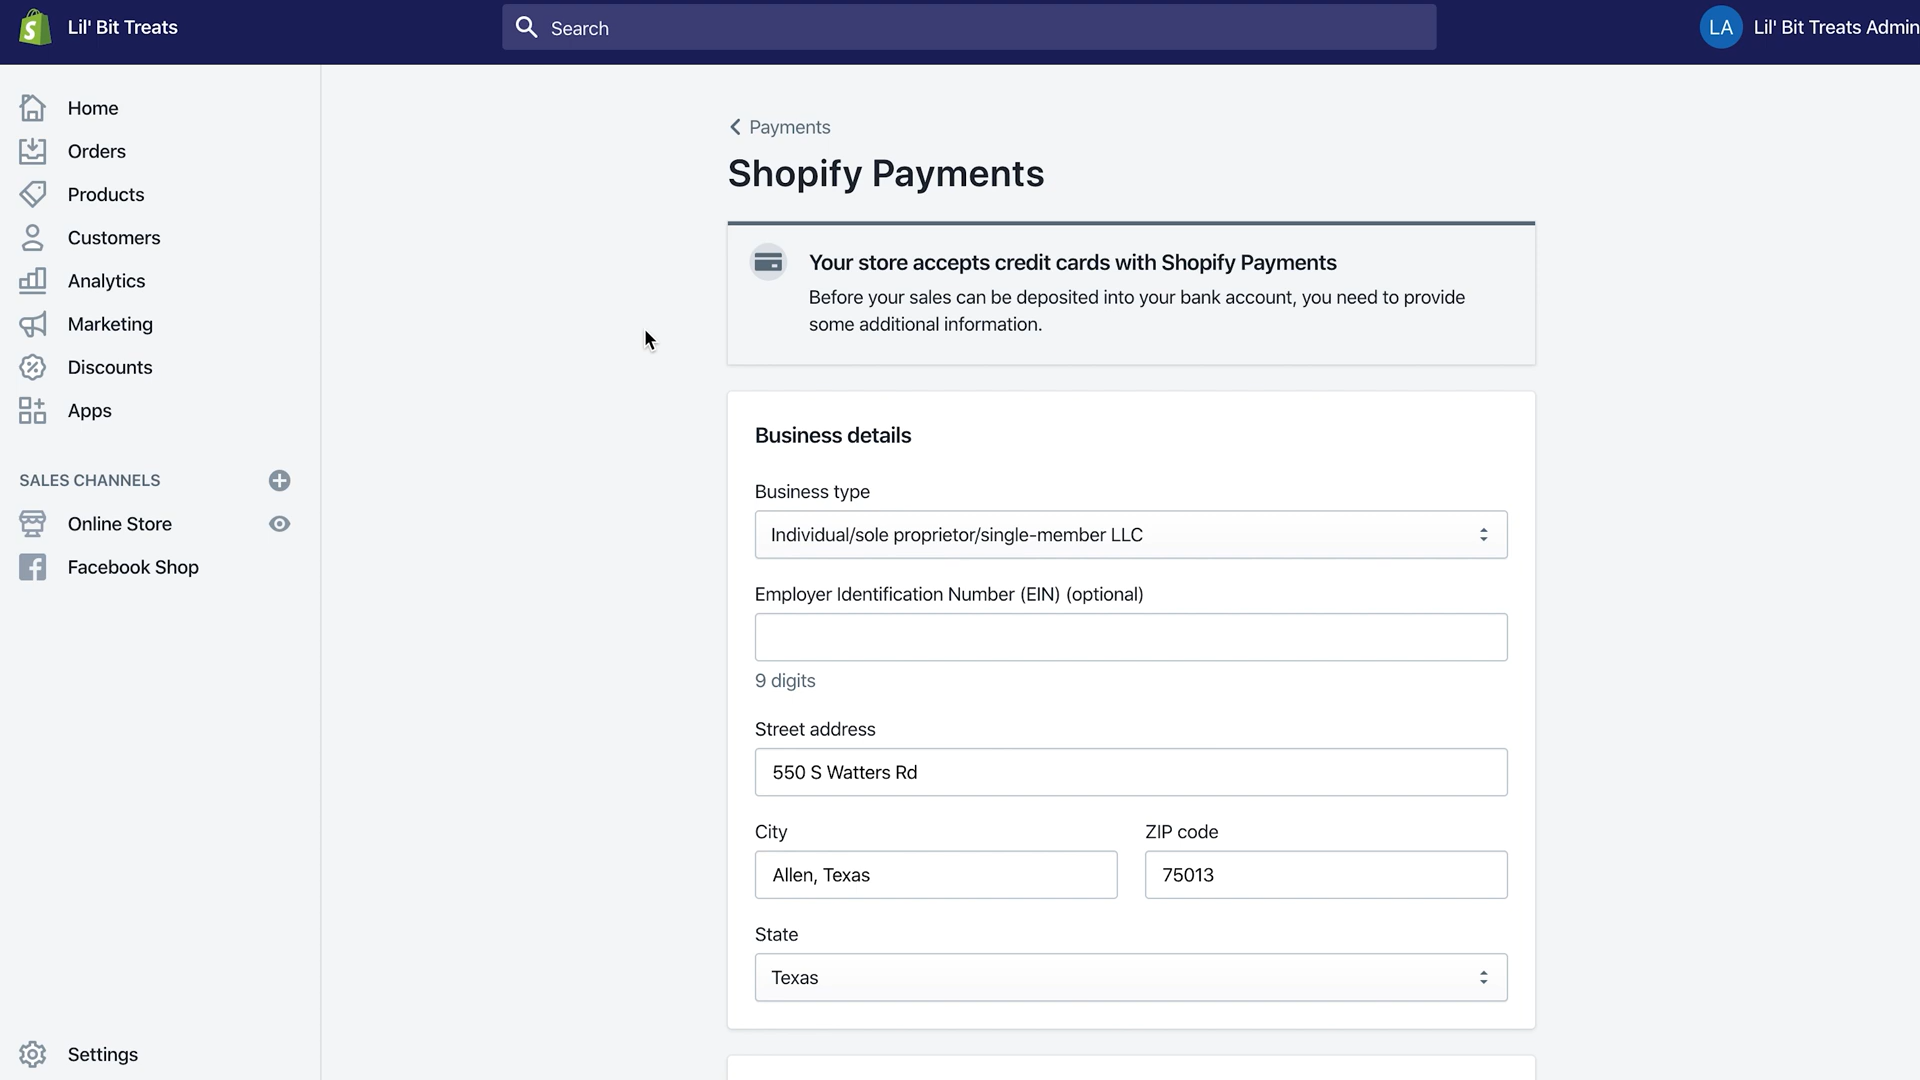 Lil' Bit Treats
Search
LA
Lil' Bit Treats Admin
Home
Orders
Products
Customers
Analytics
Marketing
Discounts
Apps
SALES CHANNELS
Online Store
Facebook Shop
Settings
Payments
Shopify Payments
Your store accepts credit cards with Shopify Payments
Before your sales can be deposited into your bank account, you need to provide
some additional information.
Business details
Business type
Individual/sole proprietor/single-member LLC
Employer Identification Number (EIN) (optional)
9 digits
Street address
550 S Watters Rd
City
ZIP code
Allen, Texas
75013
State
Texas